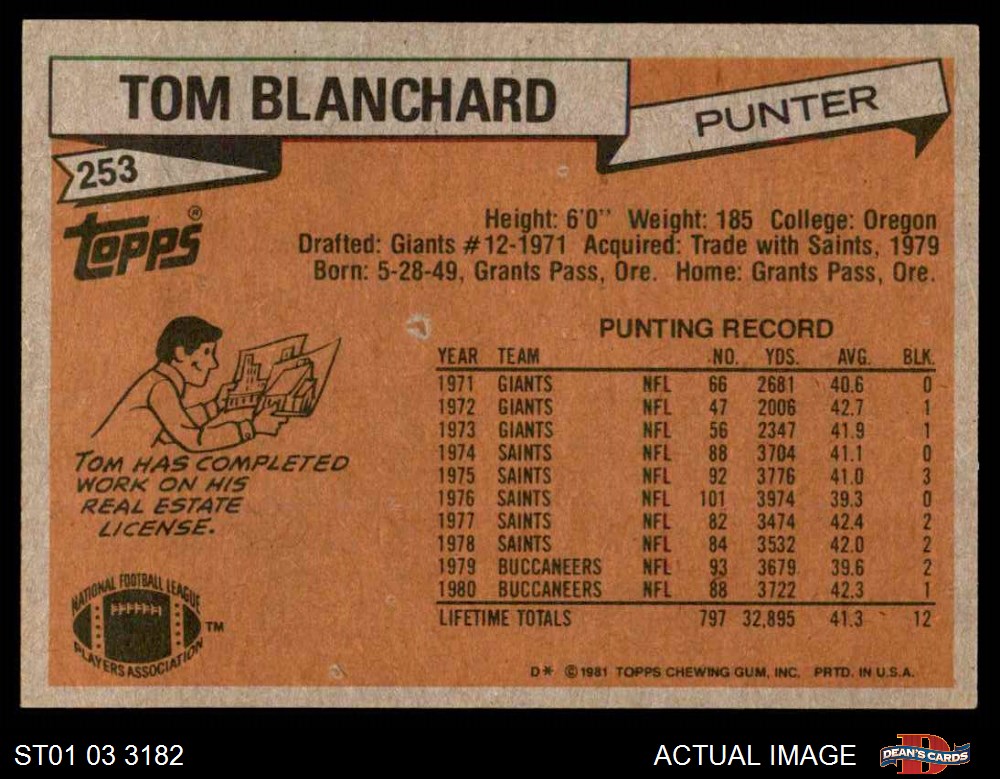 TOM BLANCHARD
PUNTER
253
Topps®
Height: 6'0" Weight: 185 College: Oregon
Drafted: Giants #12-1971 Acquired: Trade with Saints, 1979
Born: 5-28-49, Grants Pass, Ore. Home: Grants Pass, Ore.
PUNTING RECORD
YEAR TEAM NO. YDS. AVG. BLK.
1971 GIANTS NFL 66 2681 40.6 0
1972 GIANTS NFL 47 2006 42.7 1
1973 GIANTS NFL 56 2347 41.9 1
1974 SAINTS NFL 88 3704 41.1 0
1975 SAINTS NFL 92 3776 41.0 3
1976 SAINTS NFL 101 3974 39.3 0
1977 SAINTS NFL 82 3474 42.4 2
1978 SAINTS NFL 84 3532 42.0 2
1979 BUCCANEERS NFL 93 3679 39.6 2
1980 BUCCANEERS NFL 88 3722 42.3 1
LIFETIME TOTALS 797 32,895 41.3 12
TOM HAS COMPLETED
WORK ON HIS
REAL ESTATE
LICENSE.
NATIONAL FOOTBALL LEAGUE
PLAYERS ASSOCIATION
TM
D* © 1981 TOPPS CHEWING GUM, INC. PRTD. IN U.S.A.
ST01 03 3182
ACTUAL IMAGE
D
DEAN'S CARDS